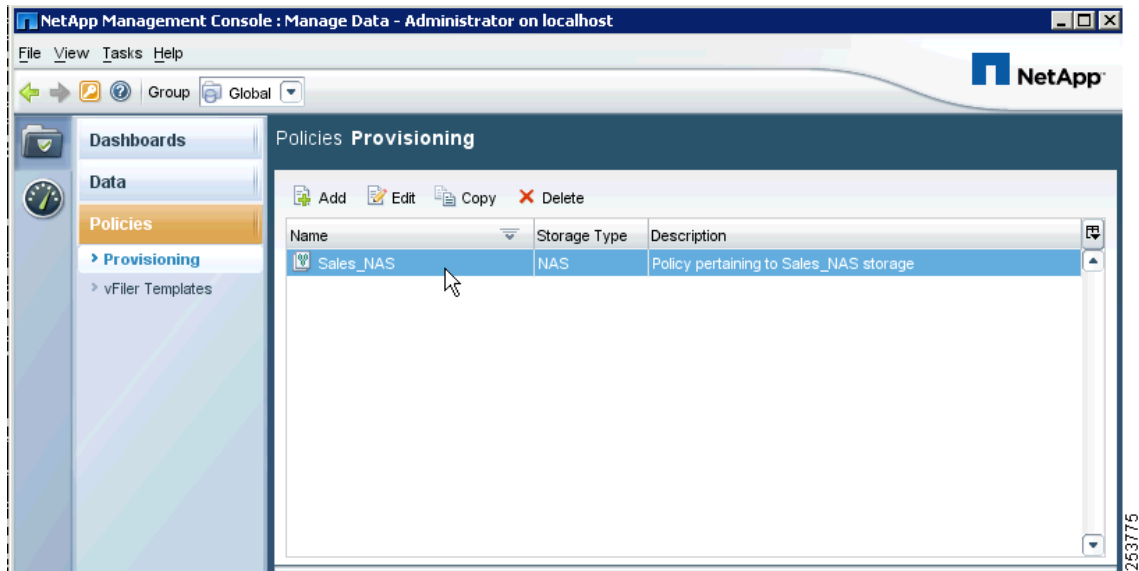 NetApp Management Console : Manage Data - Administrator on localhost
File View Tasks Help
Group Global
NetApp
Dashboards
Data
Policies
Provisioning
vFiler Templates
Policies Provisioning
Add Edit Copy Delete
Name Storage Type Description
Sales_NAS NAS Policy pertaining to Sales_NAS storage
253775